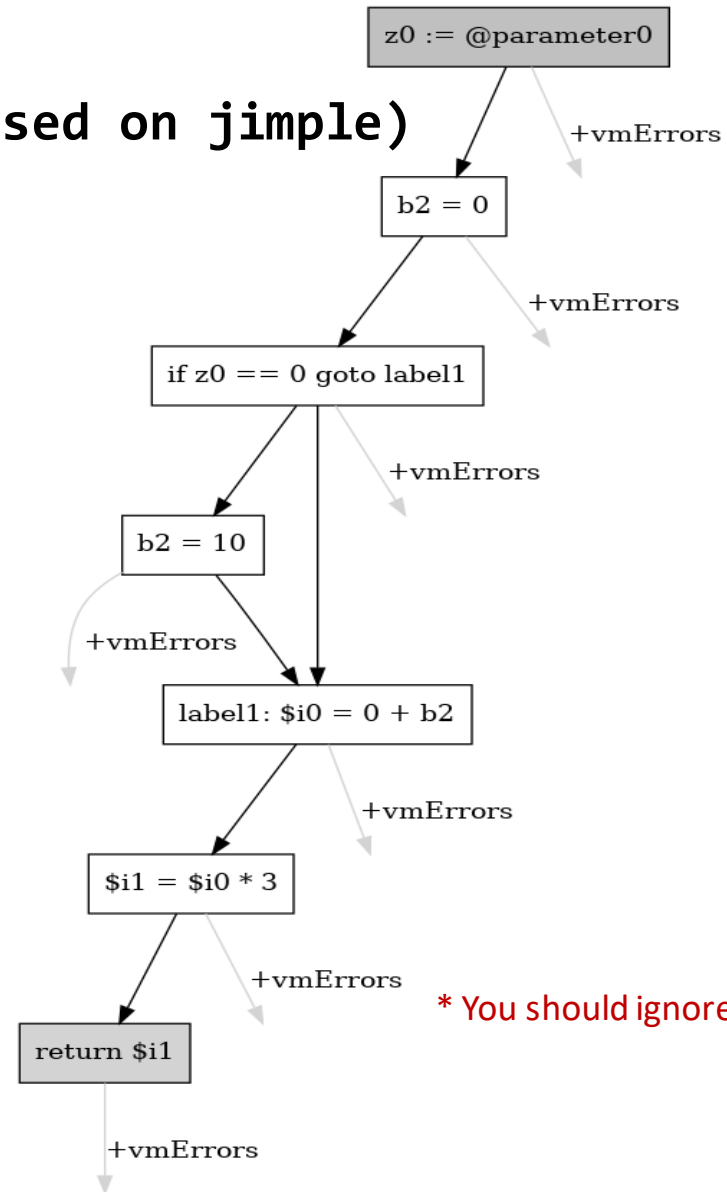 z0 := @parameter0
sed on jimple)
+vmErrors
b2 = 0
+vmErrors
if z0 == 0 goto label1
+vmErrors
b2 = 10
+vmErrors
label1: $i0 = 0 + b2
+vmErrors
$i1 = $i0 * 3
+vmErrors
* You should ignore
return $i1
+vmErrors